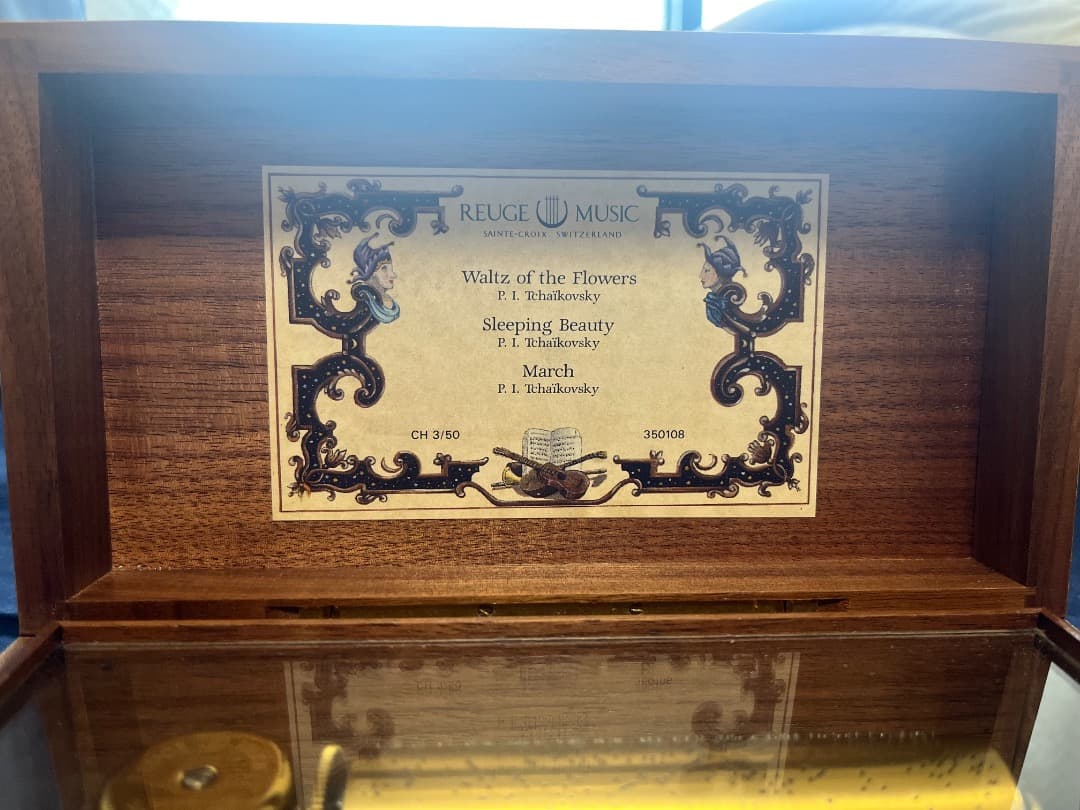 REUGE MUSIC
SAINTE-CROIX SWITZERLAND
Waltz of the Flowers
P. I. Tchaïkovsky
Sleeping Beauty
P. I. Tchaïkovsky
March
P. I. Tchaïkovsky
CH 3/50 350108